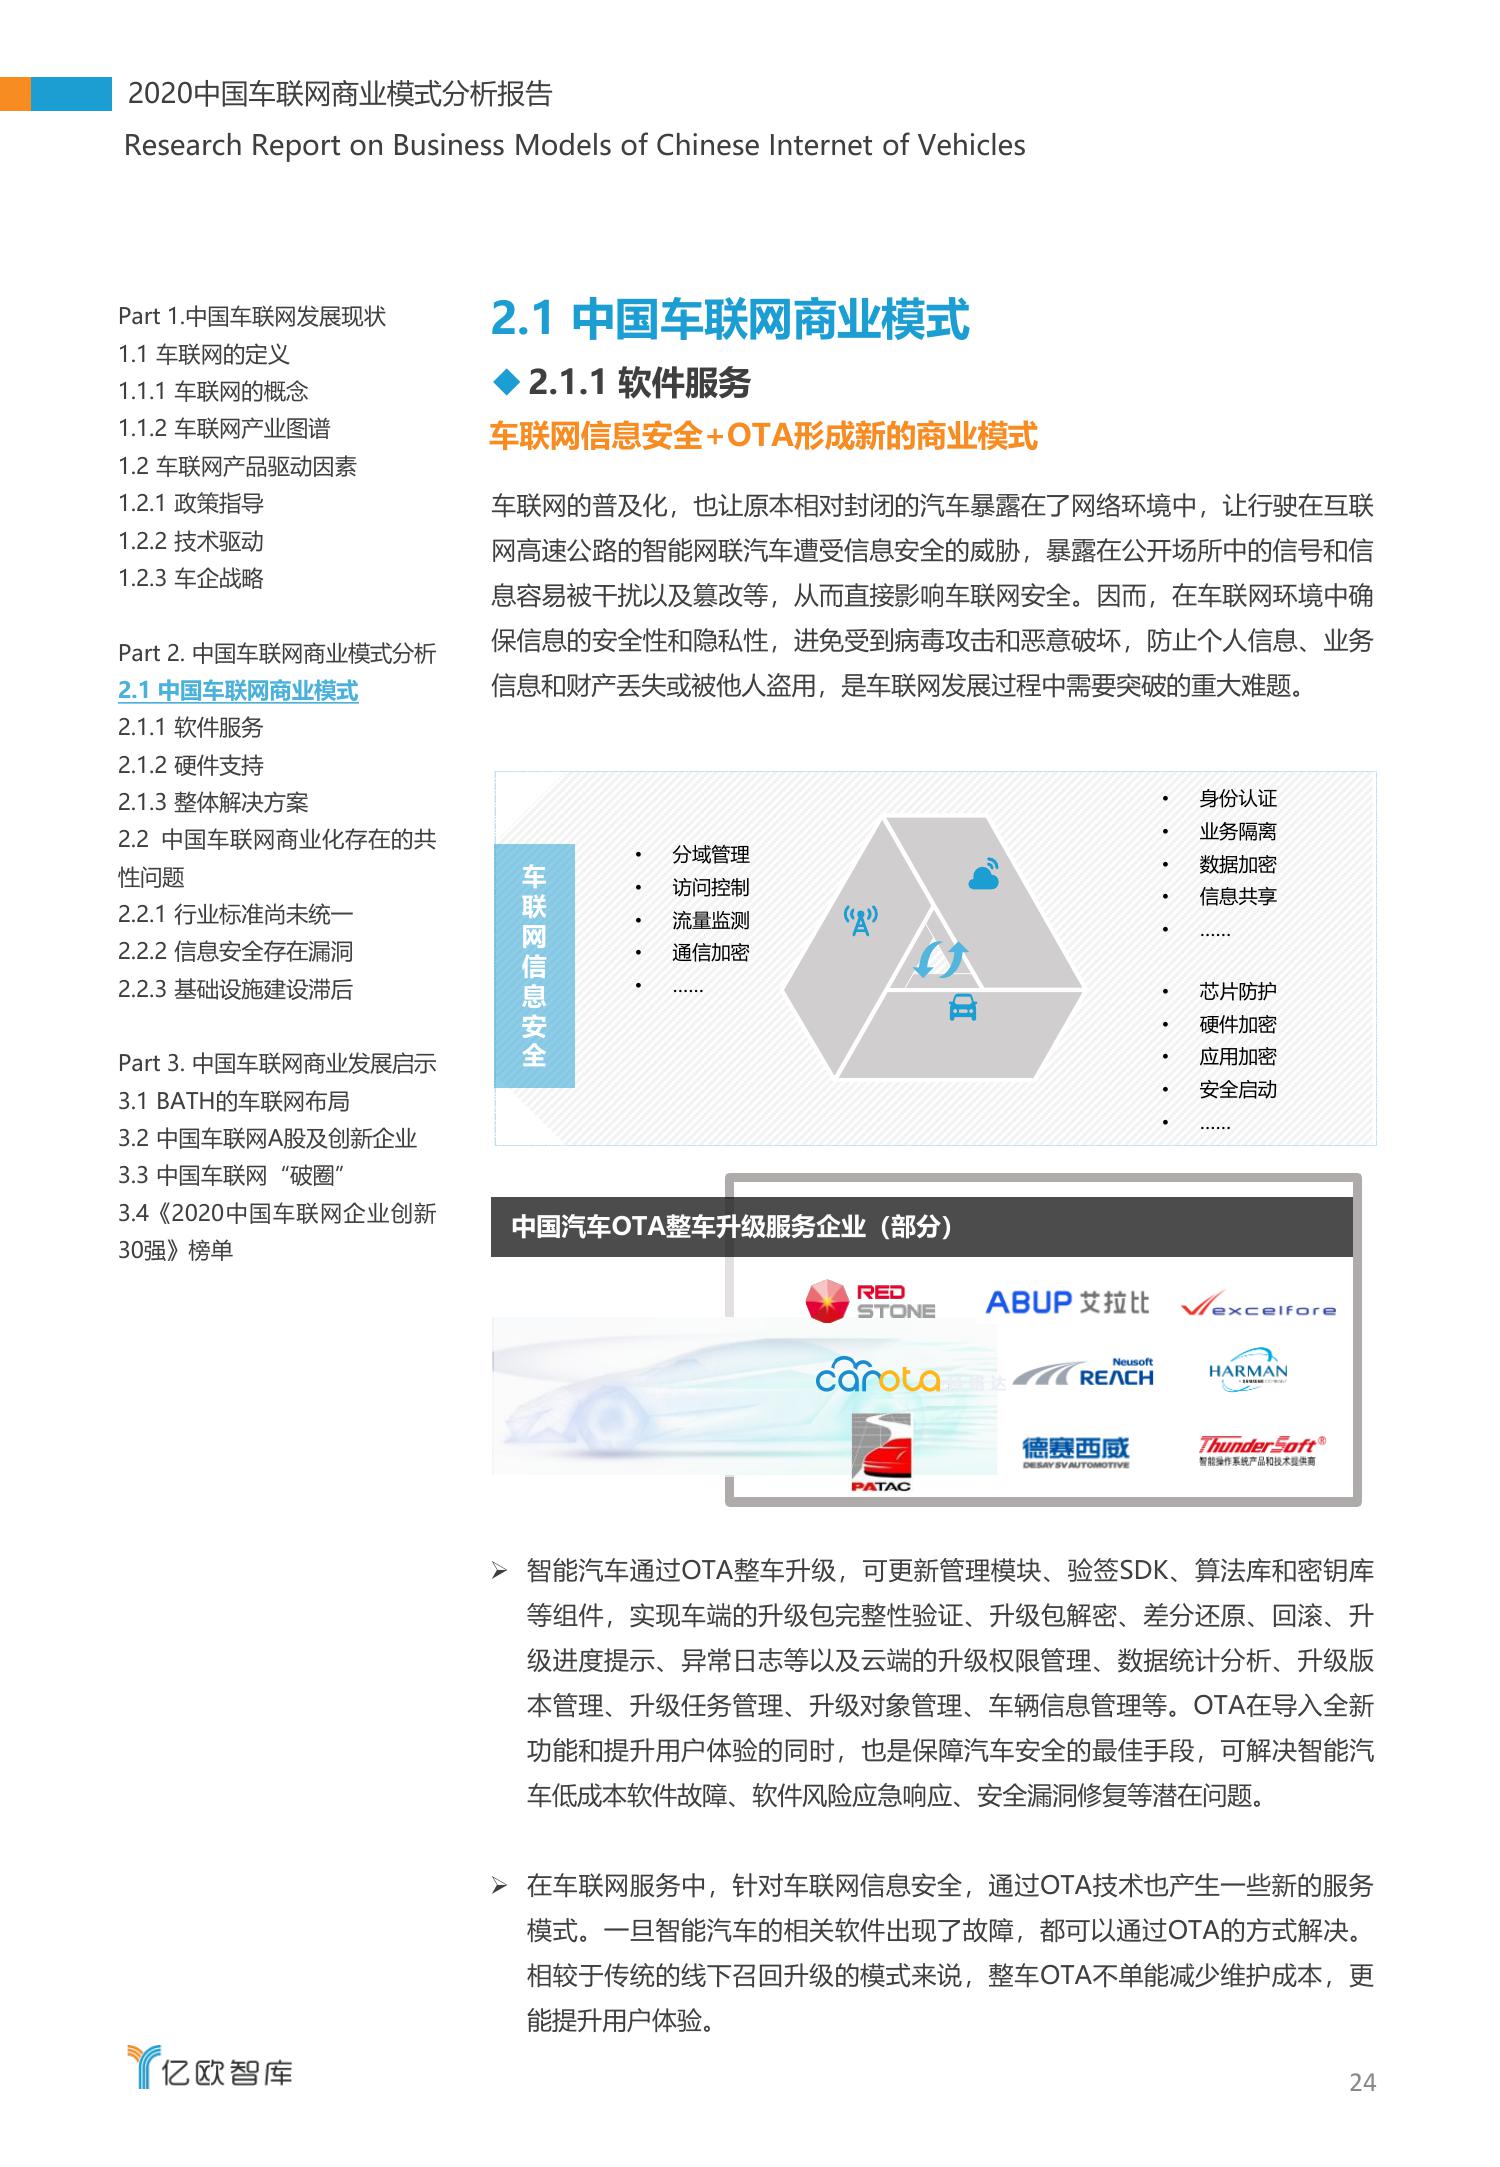 2020中国车联网商业模式分析报告
Research Report on Business Models of Chinese Internet of Vehicles
Part 1.中国车联网发展现状
1.1 车联网的定义
1.1.1 车联网的概念
1.1.2 车联网产业图谱
1.2 车联网产品驱动因素
1.2.1 政策指导
1.2.2 技术驱动
1.2.3 车企战略
Part 2. 中国车联网商业模式分析
2.1 中国车联网商业模式
2.1.1 软件服务
2.1.2 硬件支持
2.1.3 整体解决方案
2.2 中国车联网商业化存在的共
性问题
2.2.1 行业标准尚未统一
2.2.2 信息安全存在漏洞
2.2.3 基础设施建设滞后
Part 3. 中国车联网商业发展启示
3.1 BATH的车联网布局
3.2 中国车联网A股及创新企业
3.3 中国车联网“破圈”
3.4《2020中国车联网企业创新
30强》榜单
2.1 中国车联网商业模式
◆ 2.1.1 软件服务
车联网信息安全+OTA形成新的商业模式
车联网的普及化，也让原本相对封闭的汽车暴露在了网络环境中，让行驶在互联
网高速公路的智能网联汽车遭受信息安全的威胁，暴露在公开场所中的信号和信
息容易被干扰以及篡改等，从而直接影响车联网安全。因而，在车联网环境中确
保信息的安全性和隐私性，进免受到病毒攻击和恶意破坏，防止个人信息、业务
信息和财产丢失或被他人盗用，是车联网发展过程中需要突破的重大难题。
车联网信息安全
• 分域管理
• 访问控制
• 流量监测
• 通信加密
• ……
• 身份认证
• 业务隔离
• 数据加密
• 信息共享
• ……
• 芯片防护
• 硬件加密
• 应用加密
• 安全启动
• ……
中国汽车OTA整车升级服务企业（部分）
RED
STONE
ABUP 艾拉比
excelfore
carota
Neusoft
REACH
HARMAN
PATAC
德赛西威
DESAY SV AUTOMOTIVE
ThunderSoft®
智能操作系统产品和技术提供商
➢ 智能汽车通过OTA整车升级，可更新管理模块、验签SDK、算法库和密钥库
等组件，实现车端的升级包完整性验证、升级包解密、差分还原、回滚、升
级进度提示、异常日志等以及云端的升级权限管理、数据统计分析、升级版
本管理、升级任务管理、升级对象管理、车辆信息管理等。OTA在导入全新
功能和提升用户体验的同时，也是保障汽车安全的最佳手段，可解决智能汽
车低成本软件故障、软件风险应急响应、安全漏洞修复等潜在问题。
➢ 在车联网服务中，针对车联网信息安全，通过OTA技术也产生一些新的服务
模式。一旦智能汽车的相关软件出现了故障，都可以通过OTA的方式解决。
相较于传统的线下召回升级的模式来说，整车OTA不单能减少维护成本，更
能提升用户体验。
亿欧智库
24